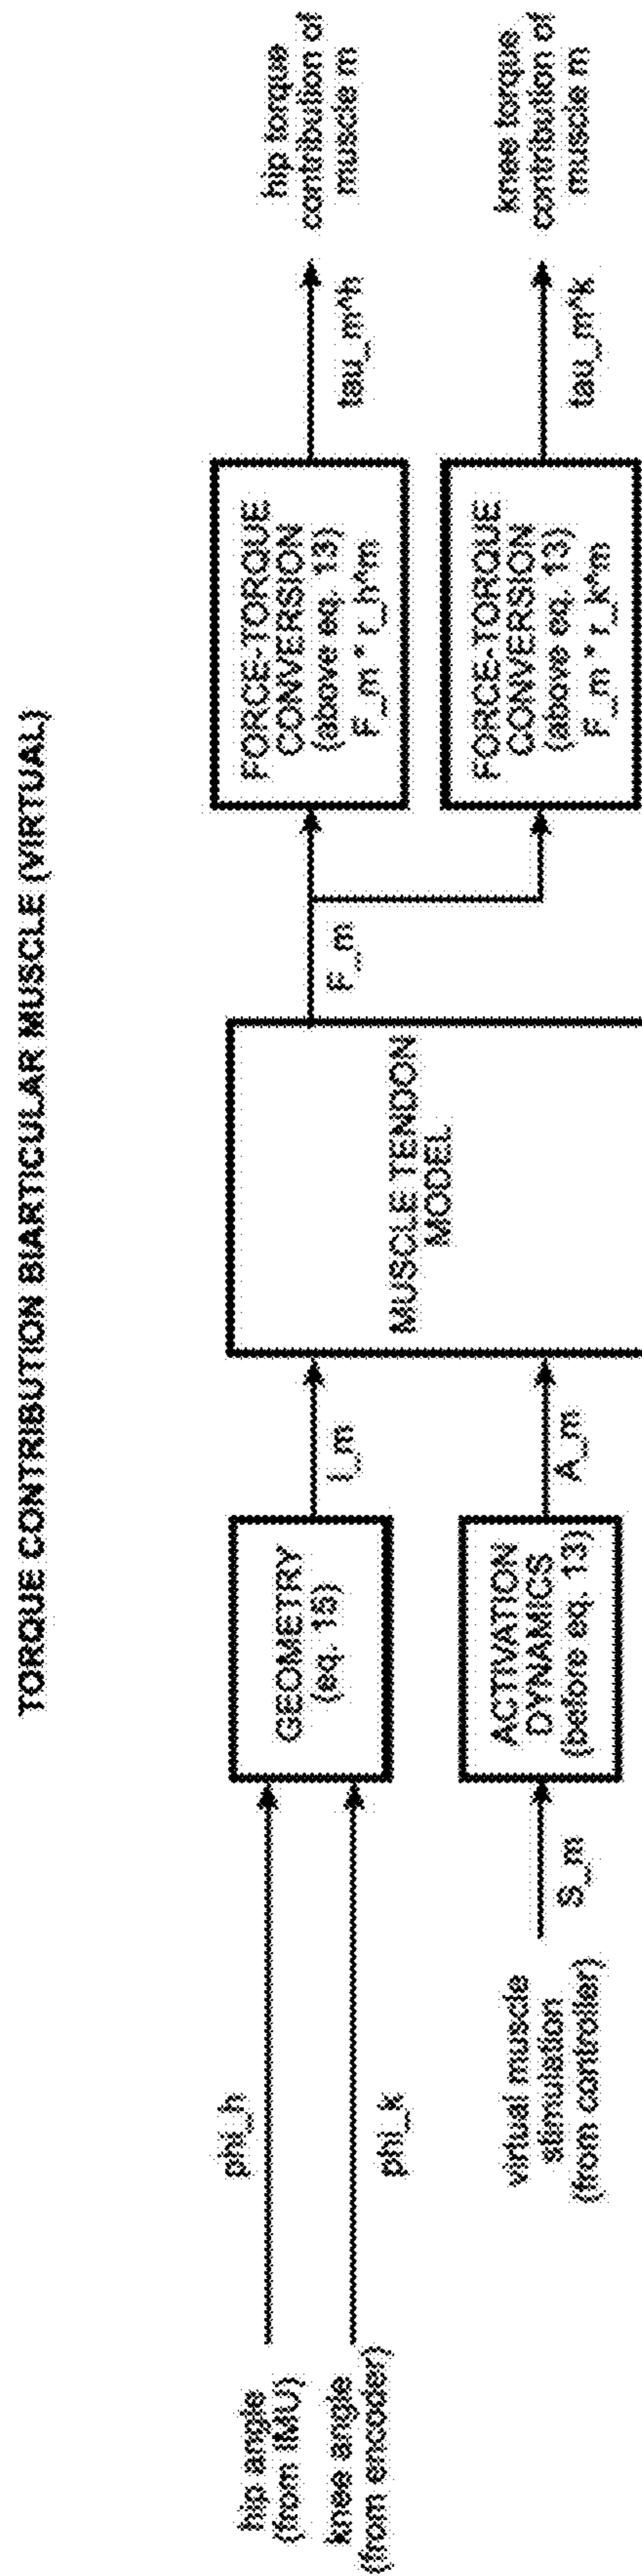 TORQUE CONTRIBUTION BIARTICULAR MUSCLE (VIRTUAL)
hip angle
(from IMU)
knee angle
(from encoder)
phi_h
phi_k
virtual muscle
stimulation
(from controller)
S_m
GEOMETRY
(eq. 15)
ACTIVATION
DYNAMICS
(before eq. 13)
l_m
A_m
MUSCLE TENDON
MODEL
F_m
FORCE-TORQUE
CONVERSION
(above eq. 13)
F_m * r_h^m
FORCE-TORQUE
CONVERSION
(above eq. 13)
F_m * r_k^m
tau_m^h
tau_m^k
hip torque
contribution of
muscle m
knee torque
contribution of
muscle m